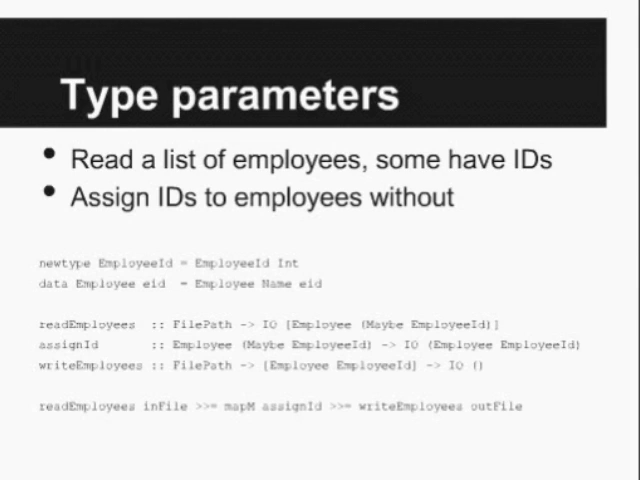 Type parameters
• Read a list of employees, some have IDs
• Assign IDs to employees without
newtype EmployeeId = EmployeeId Int
data Employee eid = Employee Name eid
readEmployees :: FilePath -> IO [Employee (Maybe EmployeeId)]
assignId :: Employee (Maybe EmployeeId) -> IO (Employee EmployeeId)
writeEmployees :: FilePath -> [Employee EmployeeId] -> IO ()
readEmployees inFile >>= mapM assignId >>= writeEmployees outFile